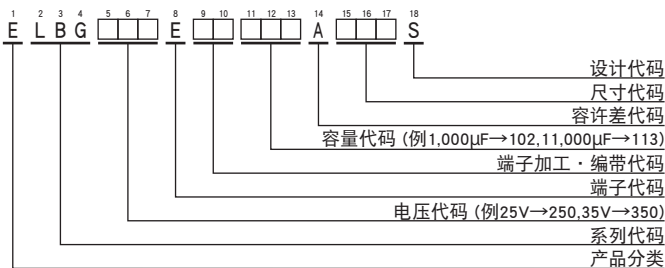 1 2 3 4 5 6 7 8 9 10 11 12 13 14 15 16 17 18
E LBG □□□ E □□ □□□ A □□□ S
设计代码
尺寸代码
容许差代码
容量代码 (例1,000μF→102,11,000μF→113)
端子加工・编带代码
端子代码
电压代码 (例25V→250,35V→350)
系列代码
产品分类